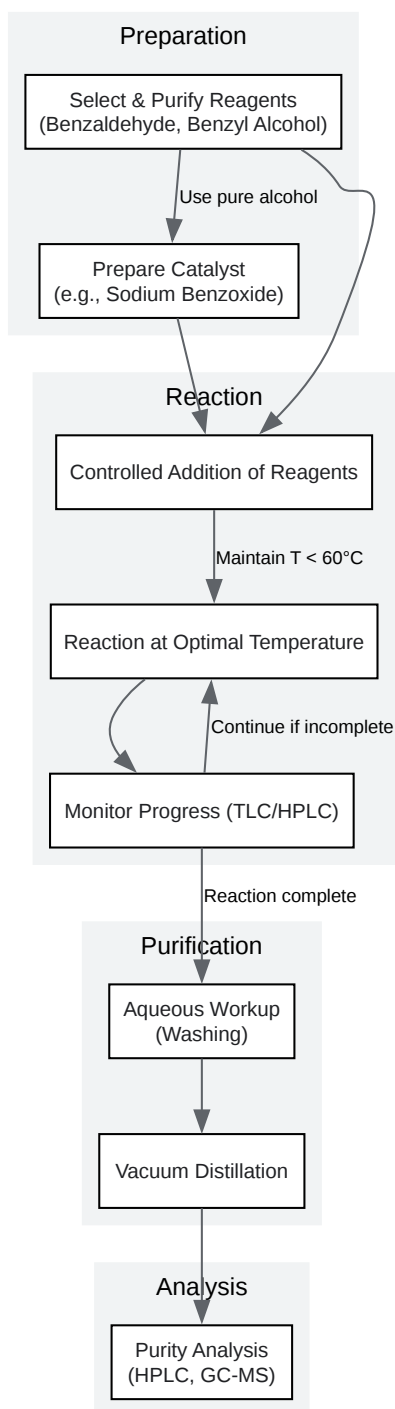 Preparation
Select & Purify Reagents
(Benzaldehyde, Benzyl Alcohol)
Use pure alcohol
Prepare Catalyst
(e.g., Sodium Benzoxide)
Reaction
Controlled Addition of Reagents
Maintain T < 60°C
Reaction at Optimal Temperature
Continue if incomplete
Monitor Progress (TLC/HPLC)
Reaction complete
Purification
Aqueous Workup
(Washing)
Vacuum Distillation
Analysis
Purity Analysis
(HPLC, GC-MS)